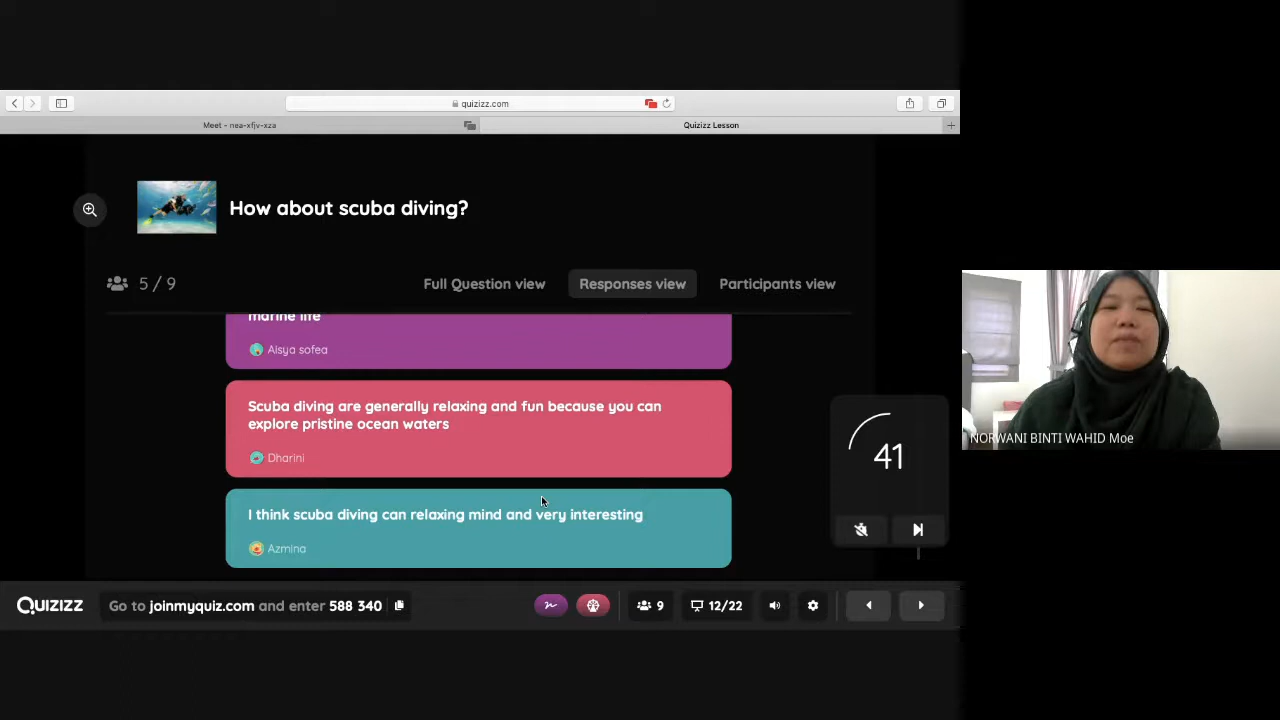 quizizz.com
Meet - nea-xfjv-xza
Quizizz Lesson
How about scuba diving?
5 / 9
Full Question view
Responses view
Participants view
marine life
Aisya sofea
Scuba diving are generally relaxing and fun because you can
explore pristine ocean waters
Dharini
41
I think scuba diving can relaxing mind and very interesting
Azmina
NORWANI BINTI WAHID Moe
QUIZIZZ
Go to joinmyquiz.com and enter 588 340
9
12/22